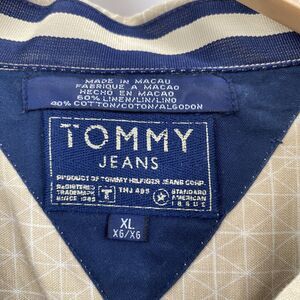 MADE IN MACAU
FABRIQUE A MACAO
HECHO EN MACAO
60% LINEN/LIN/LINO
40% COTTON/COTON/ALGODON
TOMMY
JEANS
PRODUCT OF TOMMY HILFIGER JEANS CORP.
REGISTERED TRADEMARK SINCE 1985
T
THJ 495
STANDARD AMERICAN ISSUE
XL
XG/XG